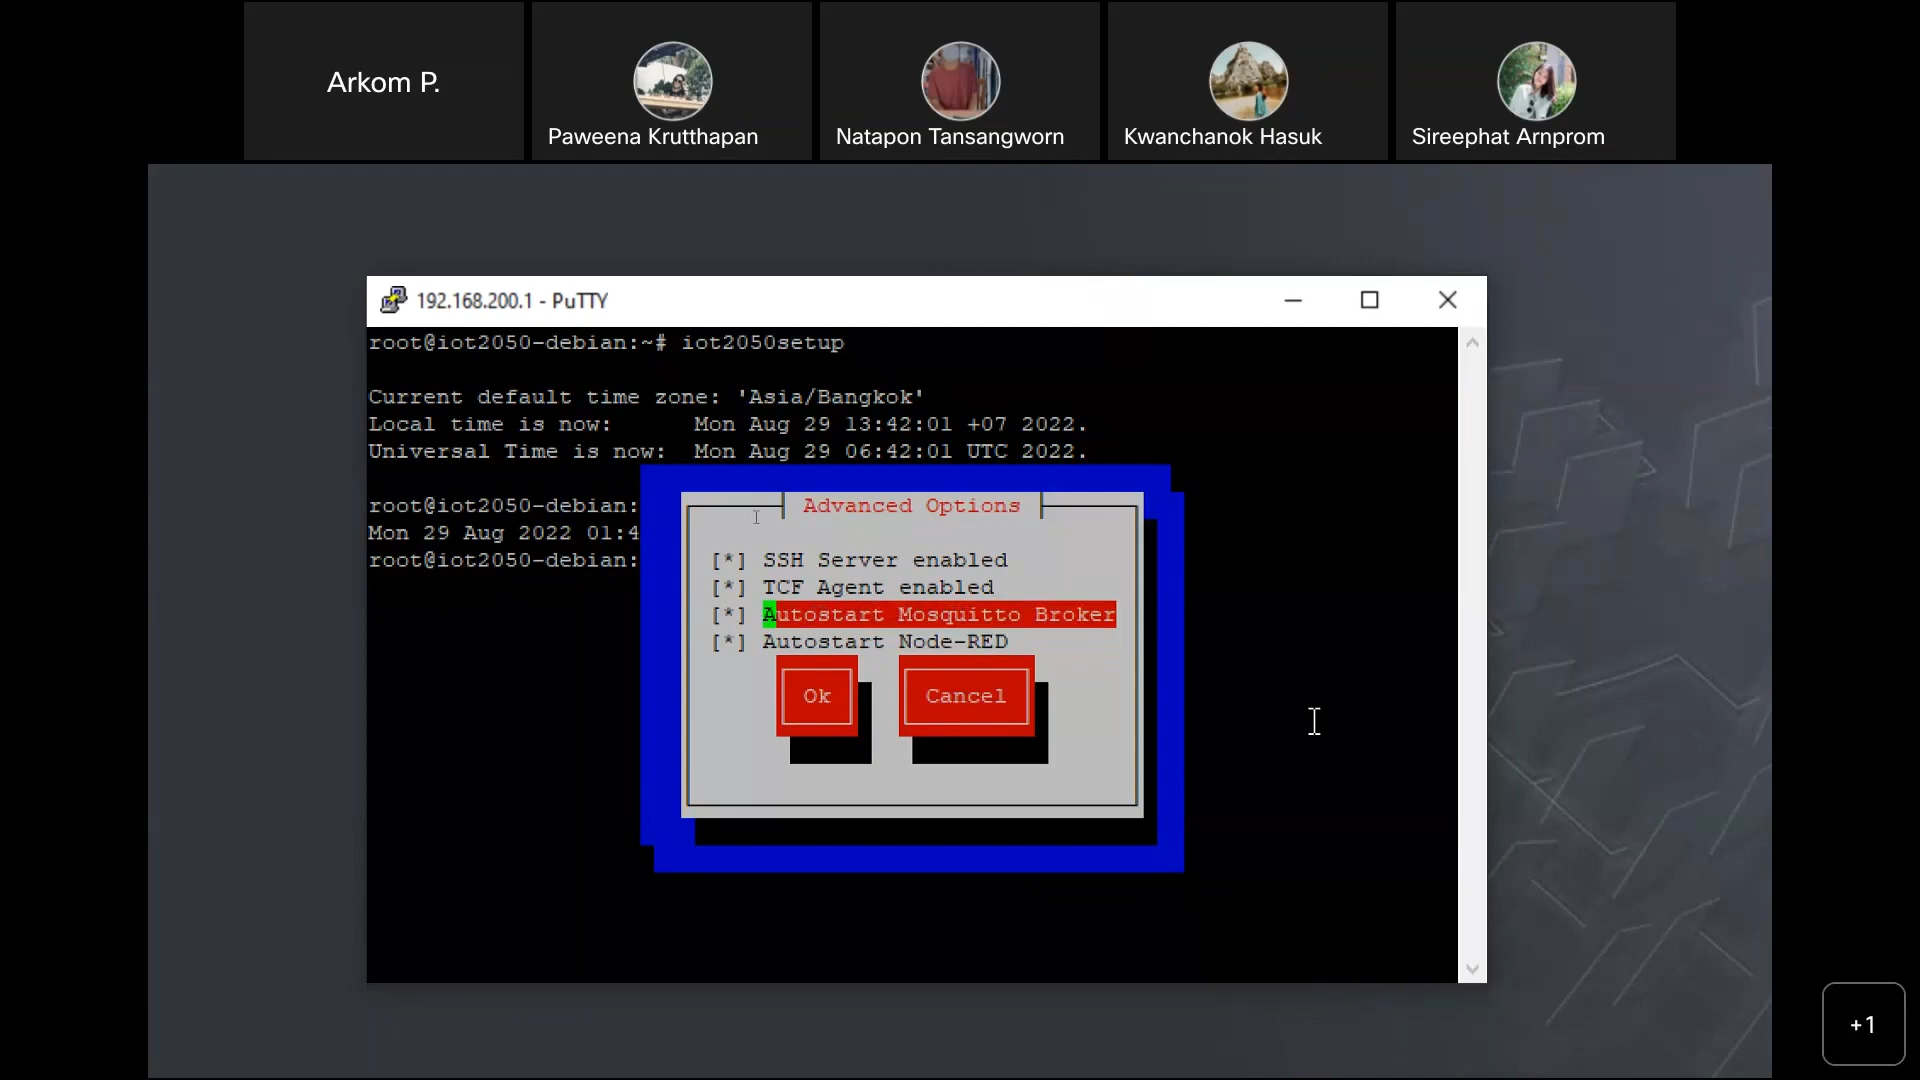 Arkom P.
Paweena Krutthapan
Natapon Tansangworn
Kwanchanok Hasuk
Sireephat Arnprom
192.168.200.1 - PuTTY
root@iot2050-debian:~# iot2050setup
Current default time zone: 'Asia/Bangkok'
Local time is now:      Mon Aug 29 13:42:01 +07 2022.
Universal Time is now:  Mon Aug 29 06:42:01 UTC 2022.
root@iot2050-debian:
Mon 29 Aug 2022 01:4
root@iot2050-debian:
Advanced Options
[*] SSH Server enabled
[*] TCF Agent enabled
[*] Autostart Mosquitto Broker
[*] Autostart Node-RED
Ok
Cancel
+1